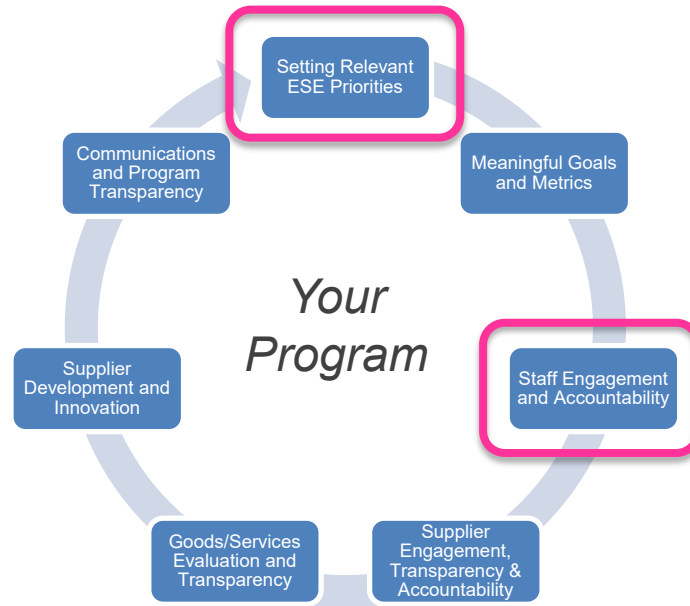 Setting Relevant
ESE Priorities
Meaningful Goals
and Metrics
Staff Engagement
and Accountability
Supplier
Engagement,
Transparency &
Accountability
Goods/Services
Evaluation and
Transparency
Supplier
Development and
Innovation
Communications
and Program
Transparency
Your
Program